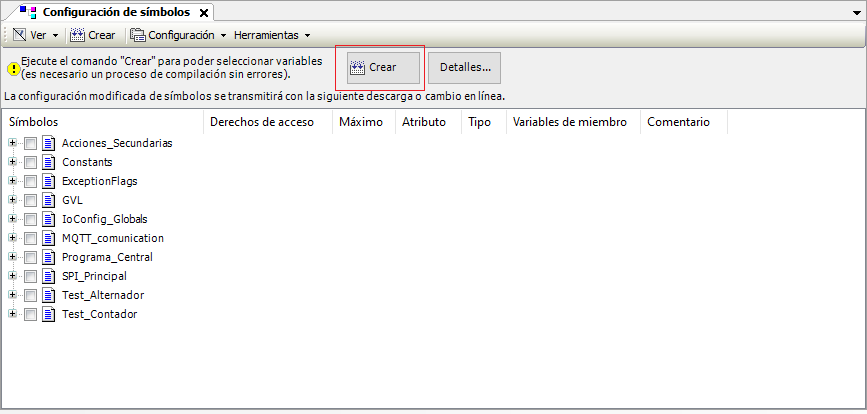 Configuración de símbolos
Ver Crear Configuración Herramientas
Ejecute el comando "Crear" para poder seleccionar variables
(es necesario un proceso de compilación sin errores).
Crear Detalles...
La configuración modificada de símbolos se transmitirá con la siguiente descarga o cambio en línea.
Símbolos Derechos de acceso Máximo Atributo Tipo Variables de miembro Comentario
Acciones_Secundarias
Constants
ExceptionFlags
GVL
IoConfig_Globals
MQTT_comunication
Programa_Central
SPI_Principal
Test_Alternador
Test_Contador